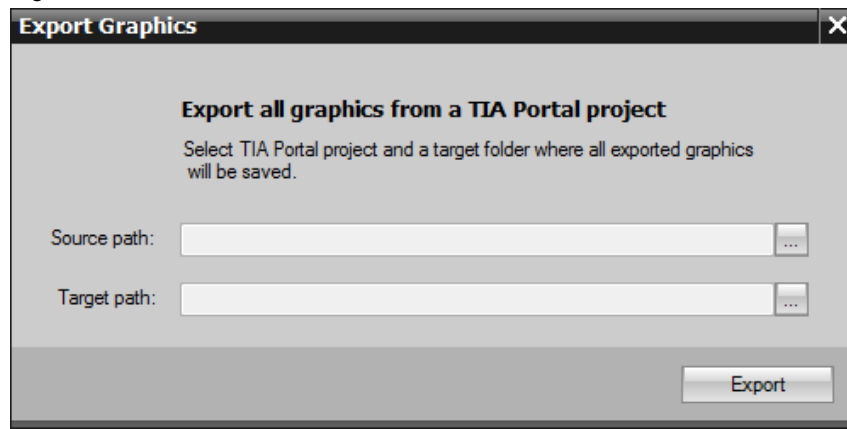 Export Graphics
Export all graphics from a TIA Portal project
Select TIA Portal project and a target folder where all exported graphics
will be saved.
Source path:
...
Target path:
...
Export